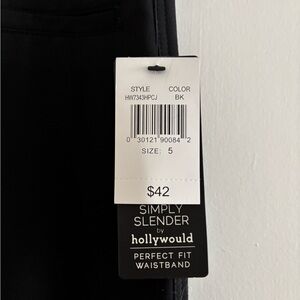 STYLE COLOR
HW7343HPCJ BK
0 30121 90084 2
SIZE: 5
$42
SIMPLY
SLENDER
by
hollywould
PERFECT FIT
WAISTBAND